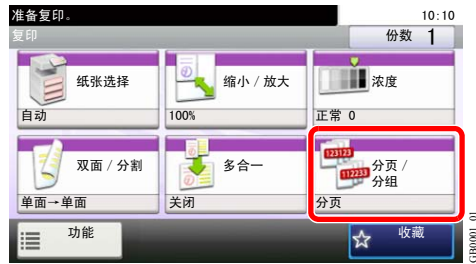 准备复印。 10:10
复印 份数 1
纸张选择 缩小 / 放大 浓度
自动 100% 正常 0
双面 / 分割 多合一 123123 112233 分页 /
分组
单面→单面 关闭 分页
功能 收藏
GB0001_01